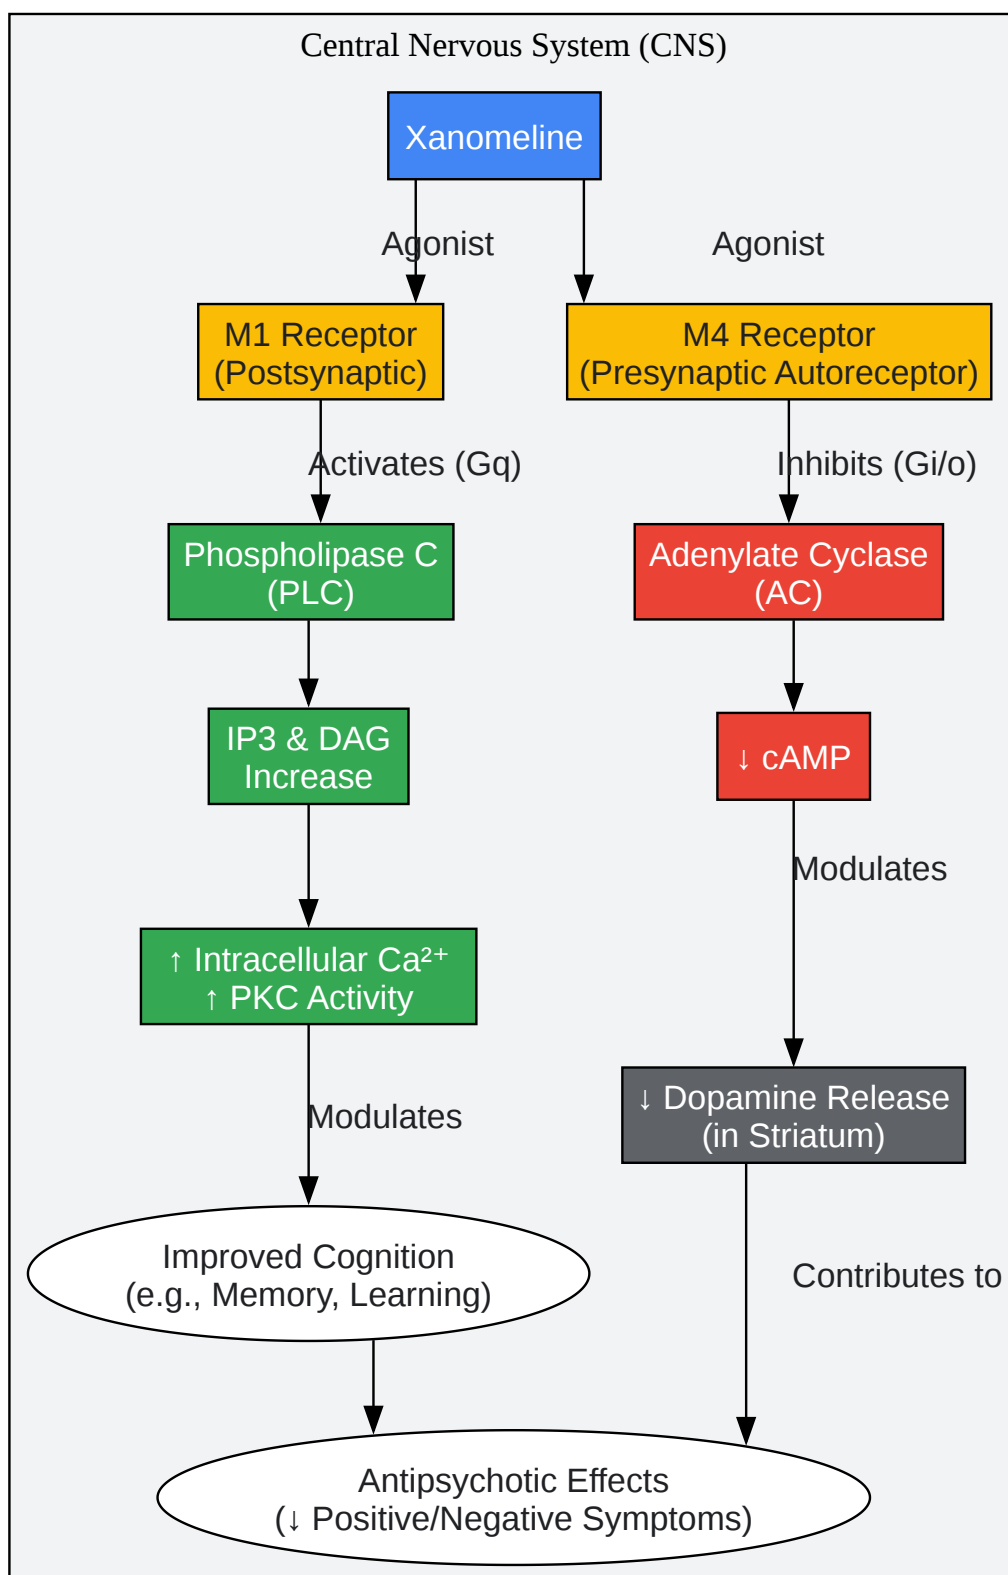 Central Nervous System (CNS)
Xanomeline
Agonist
Agonist
M1 Receptor
(Postsynaptic)
M4 Receptor
(Presynaptic Autoreceptor)
Activates (Gq)
Inhibits (Gi/o)
Phospholipase C
(PLC)
Adenylate Cyclase
(AC)
IP3 & DAG
Increase
↓ cAMP
Modulates
↑ Intracellular Ca²⁺
↑ PKC Activity
↓ Dopamine Release
(in Striatum)
Modulates
Improved Cognition
(e.g., Memory, Learning)
Contributes to
Antipsychotic Effects
(↓ Positive/Negative Symptoms)